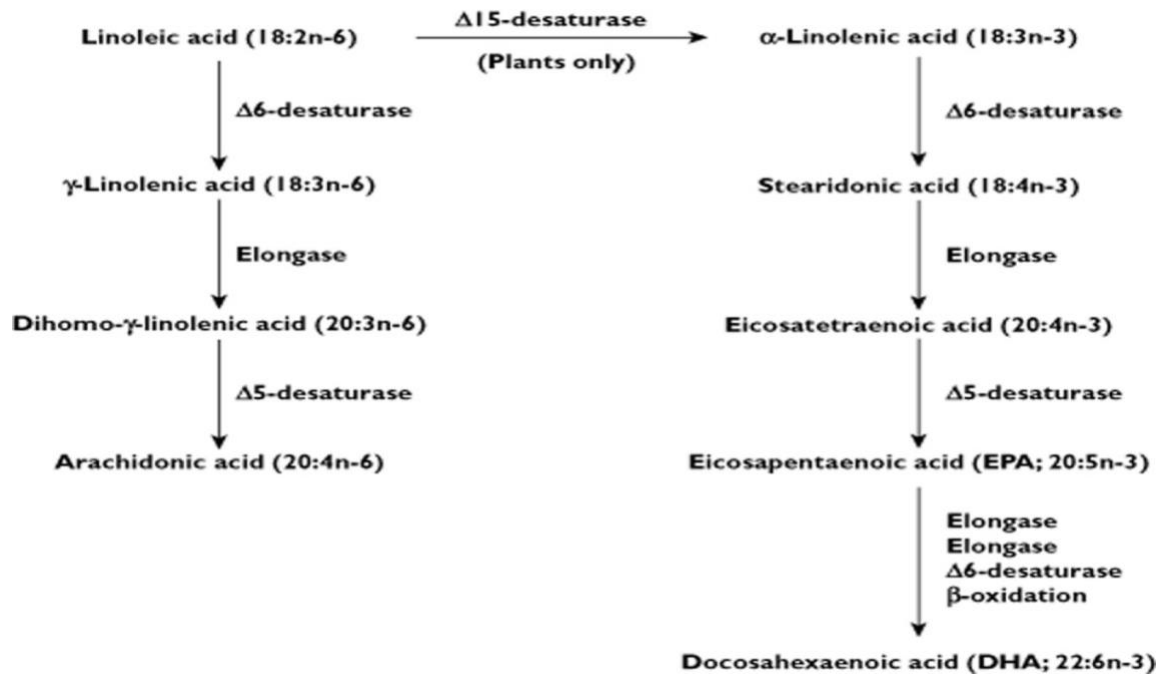 Linoleic acid (18:2n-6)
Δ15-desaturase
(Plants only)
α-Linolenic acid (18:3n-3)
Δ6-desaturase
Δ6-desaturase
γ-Linolenic acid (18:3n-6)
Stearidonic acid (18:4n-3)
Elongase
Elongase
Dihomo-γ-linolenic acid (20:3n-6)
Eicosatetraenoic acid (20:4n-3)
Δ5-desaturase
Δ5-desaturase
Arachidonic acid (20:4n-6)
Eicosapentaenoic acid (EPA; 20:5n-3)
Elongase
Elongase
Δ6-desaturase
β-oxidation
Docosahexaenoic acid (DHA; 22:6n-3)